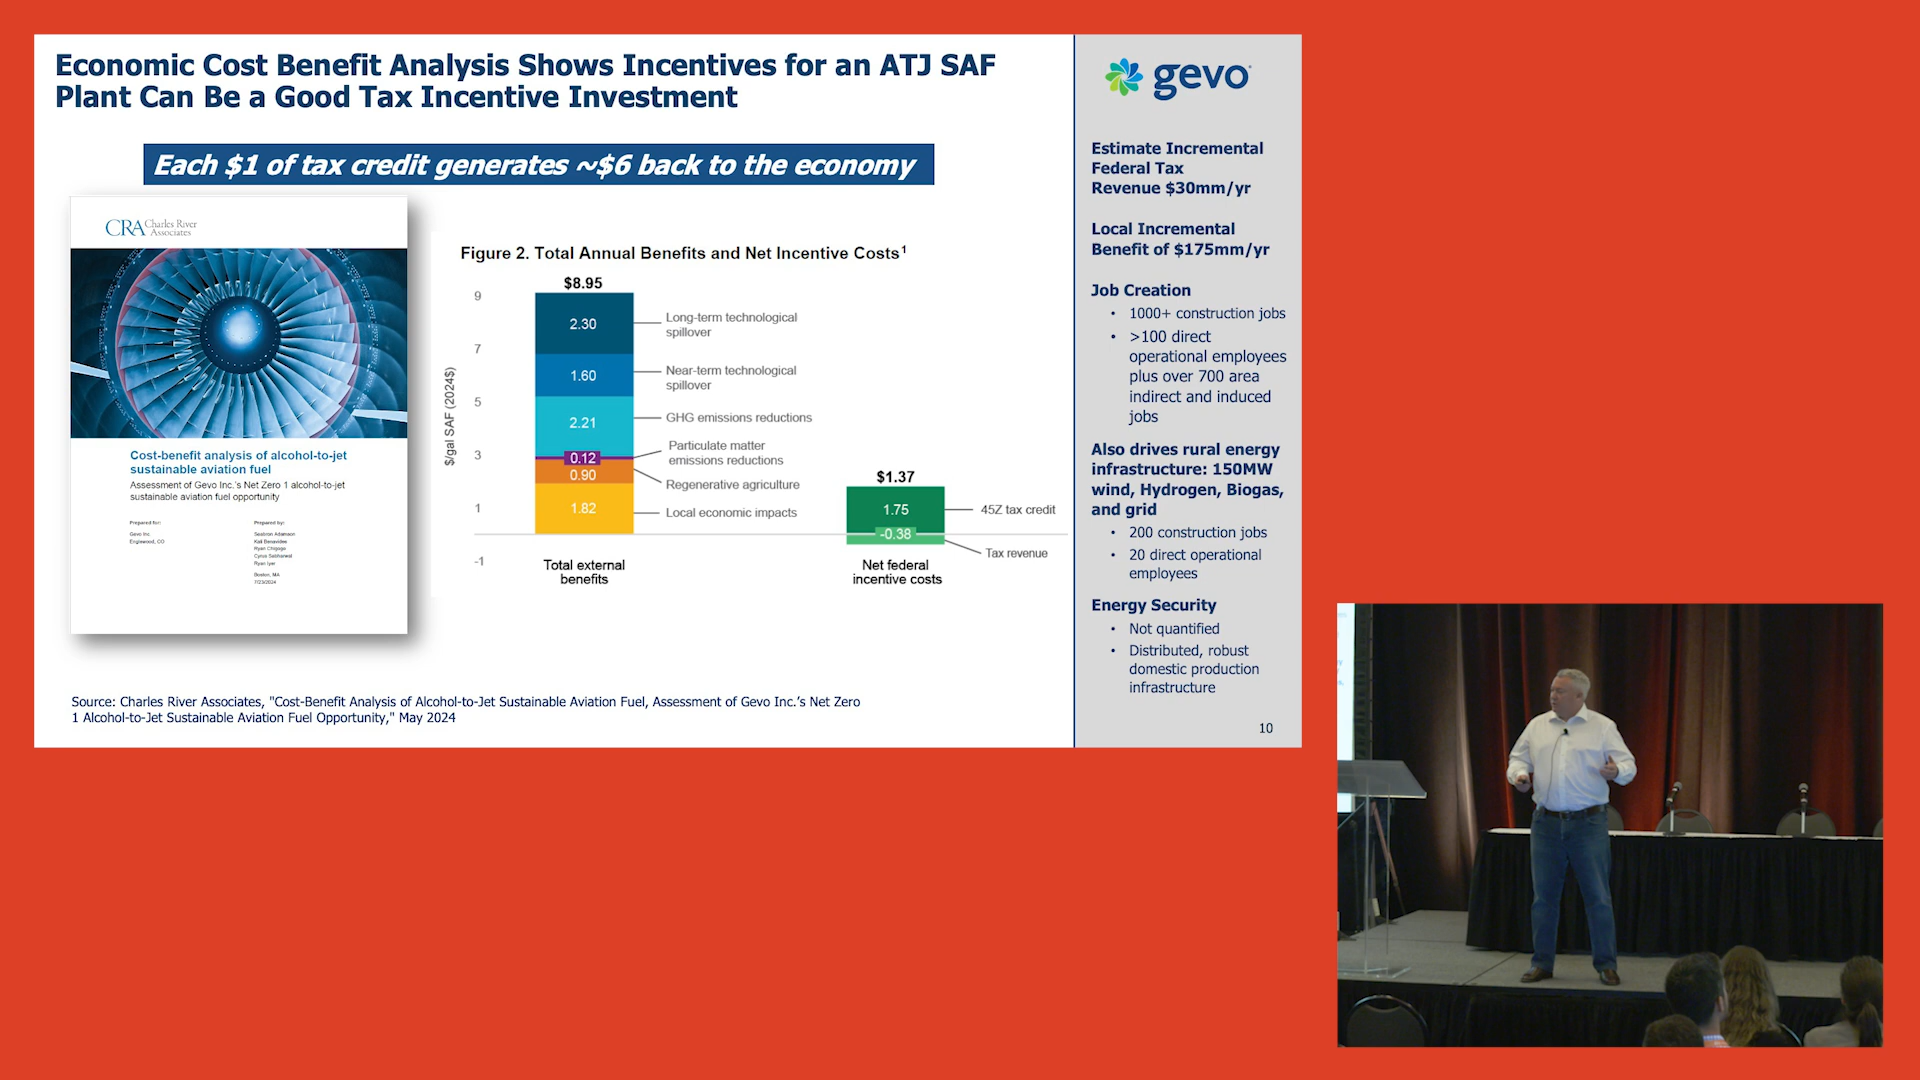 Economic Cost Benefit Analysis Shows Incentives for an ATJ SAF
Plant Can Be a Good Tax Incentive Investment
Each $1 of tax credit generates ~$6 back to the economy
CRA Charles River
Associates
Cost-benefit analysis of alcohol-to-jet
sustainable aviation fuel
Assessment of Gevo Inc.'s Net Zero 1 alcohol-to-jet
sustainable aviation fuel opportunity
Prepared for:
Gevo Inc
Englewood, CO
Prepared by:
Seabron Adamson
Kali Benavides
Ryan Chigogo
Cyrus Sabharwal
Ryan Iyer
Boston, MA
Figure 2. Total Annual Benefits and Net Incentive Costs¹
$/gal SAF (2024$)
9
7
5
3
1
-1
$8.95
2.30
Long-term technological
spillover
1.60
Near-term technological
spillover
2.21
GHG emissions reductions
0.12
Particulate matter
emissions reductions
0.90
Regenerative agriculture
1.82
Local economic impacts
Total external
benefits
$1.37
1.75
45Z tax credit
-0.38
Tax revenue
Net federal
incentive costs
Source: Charles River Associates, "Cost-Benefit Analysis of Alcohol-to-Jet Sustainable Aviation Fuel, Assessment of Gevo Inc.'s Net Zero
1 Alcohol-to-Jet Sustainable Aviation Fuel Opportunity," May 2024
gevo
Estimate Incremental
Federal Tax
Revenue $30mm/yr
Local Incremental
Benefit of $175mm/yr
Job Creation
• 1000+ construction jobs
• >100 direct
operational employees
plus over 700 area
indirect and induced
jobs
Also drives rural energy
infrastructure: 150MW
wind, Hydrogen, Biogas,
and grid
• 200 construction jobs
• 20 direct operational
employees
Energy Security
• Not quantified
• Distributed, robust
domestic production
infrastructure
10